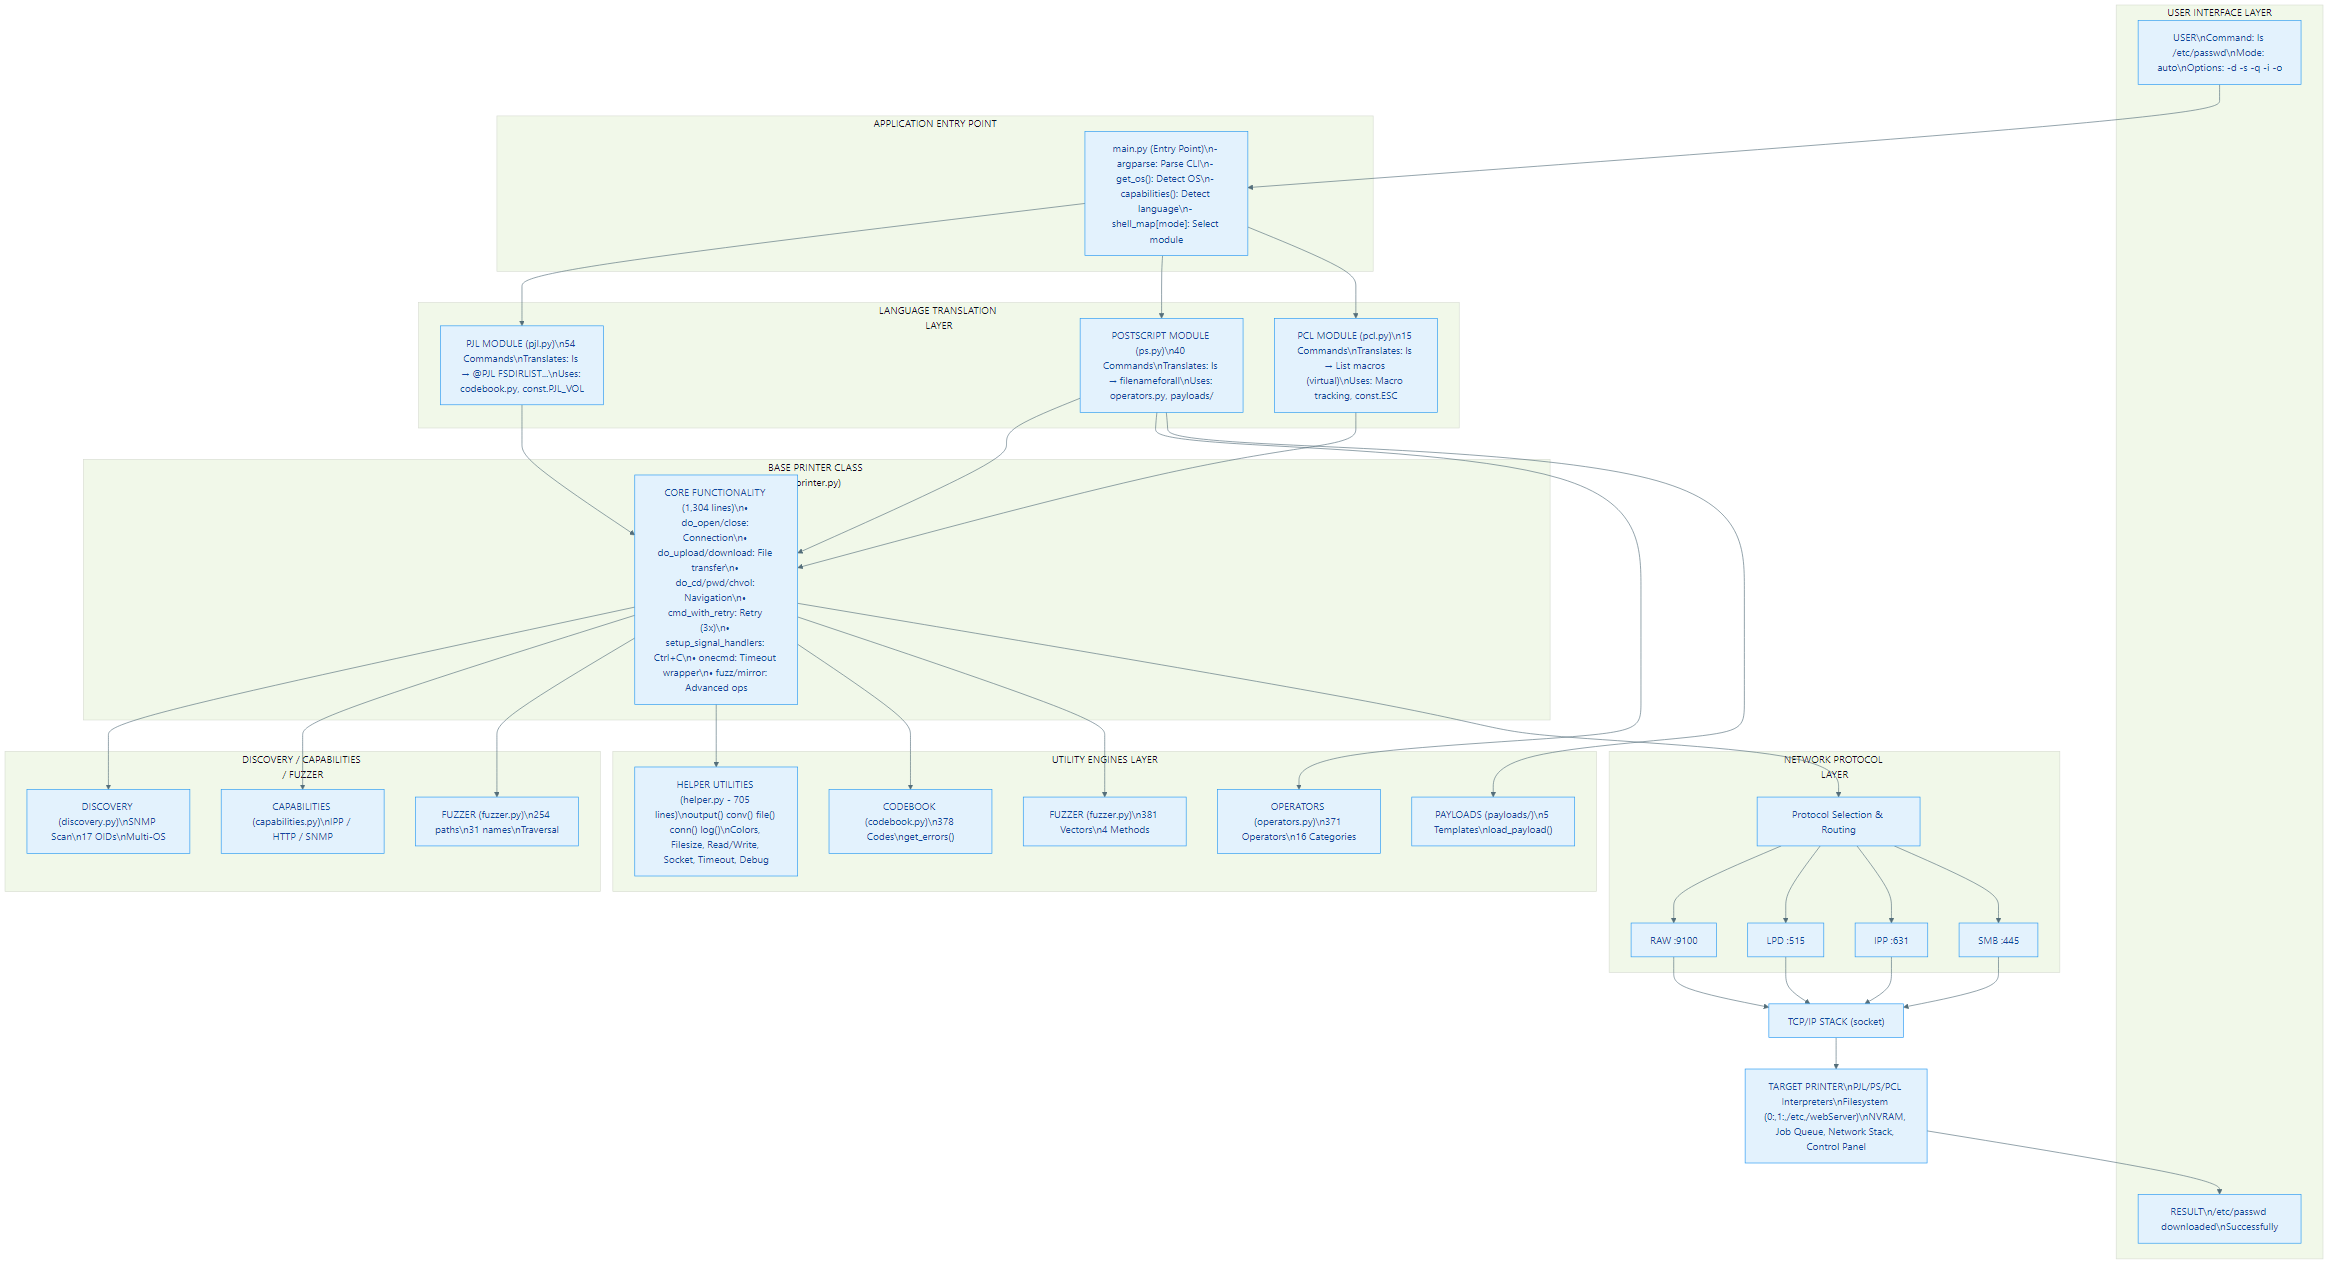 USER INTERFACE LAYER
USER\nCommand: ls
/etc/passwd\nMode:
auto\nOptions: -d -s -q -i -o
APPLICATION ENTRY POINT
main.py (Entry Point)\n-
argparse: Parse CLI\n-
get_os(): Detect OS\n-
capabilities(): Detect
language\n-
shell_map[mode]: Select
module
LANGUAGE TRANSLATION
LAYER
PJL MODULE (pjl.py)\n54
Commands\nTranslates: ls
→ @PJL FSDIRLIST...\nUses:
codebook.py, const.PJL_VOL
POSTSCRIPT MODULE
(ps.py)\n40
Commands\nTranslates: ls
→ filenameforall\nUses:
operators.py, payloads/
PCL MODULE (pcl.py)\n15
Commands\nTranslates: ls
→ List macros
(virtual)\nUses: Macro
tracking, const.ESC
BASE PRINTER CLASS
printer.py)
CORE FUNCTIONALITY
(1,304 lines)\n•
do_open/close:
Connection\n•
do_upload/download: File
transfer\n•
do_cd/pwd/chvol:
Navigation\n•
cmd_with_retry: Retry
(3x)\n•
setup_signal_handlers:
Ctrl+C\n• onecmd: Timeout
wrapper\n• fuzz/mirror:
Advanced ops
DISCOVERY / CAPABILITIES
/ FUZZER
DISCOVERY
(discovery.py)\nSNMP
Scan\n17 OIDs\nMulti-OS
CAPABILITIES
(capabilities.py)\nIPP /
HTTP / SNMP
FUZZER (fuzzer.py)\n254
paths\n31 names\nTraversal
UTILITY ENGINES LAYER
HELPER UTILITIES
(helper.py - 705
lines)\noutput() conv() file()
conn() log()\nColors,
Filesize, Read/Write,
Socket, Timeout, Debug
CODEBOOK
(codebook.py)\n378
Codes\nget_errors()
FUZZER (fuzzer.py)\n381
Vectors\n4 Methods
OPERATORS
(operators.py)\n371
Operators\n16 Categories
PAYLOADS (payloads/)\n5
Templates\nload_payload()
NETWORK PROTOCOL
LAYER
Protocol Selection &
Routing
RAW :9100
LPD :515
IPP :631
SMB :445
TCP/IP STACK (socket)
TARGET PRINTER\nPJL/PS/PCL
Interpreters\nFilesystem
(0:,1:,/etc,/webServer)\nNVRAM,
Job Queue, Network Stack,
Control Panel
RESULT\n/etc/passwd
downloaded\nSuccessfully